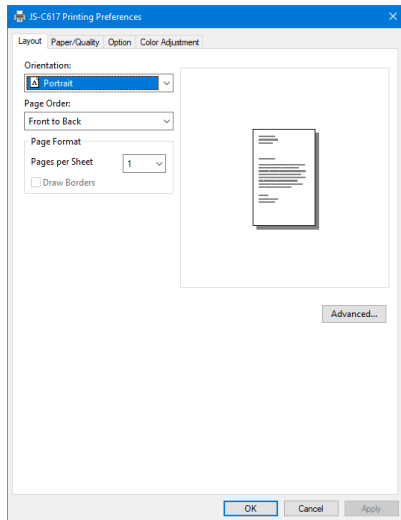 JS-C617 Printing Preferences
Layout Paper/Quality Option Color Adjustment
Orientation:
A Portrait
Page Order:
Front to Back
Page Format
Pages per Sheet 1
Draw Borders
Advanced...
OK Cancel Apply